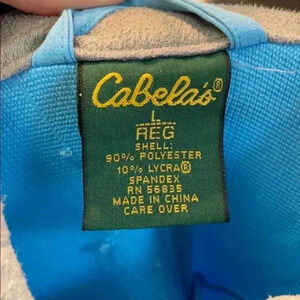 Cabela's®
L
REG
SHELL:
90% POLYESTER
10% LYCRA®
SPANDEX
RN 56835
MADE IN CHINA
CARE OVER